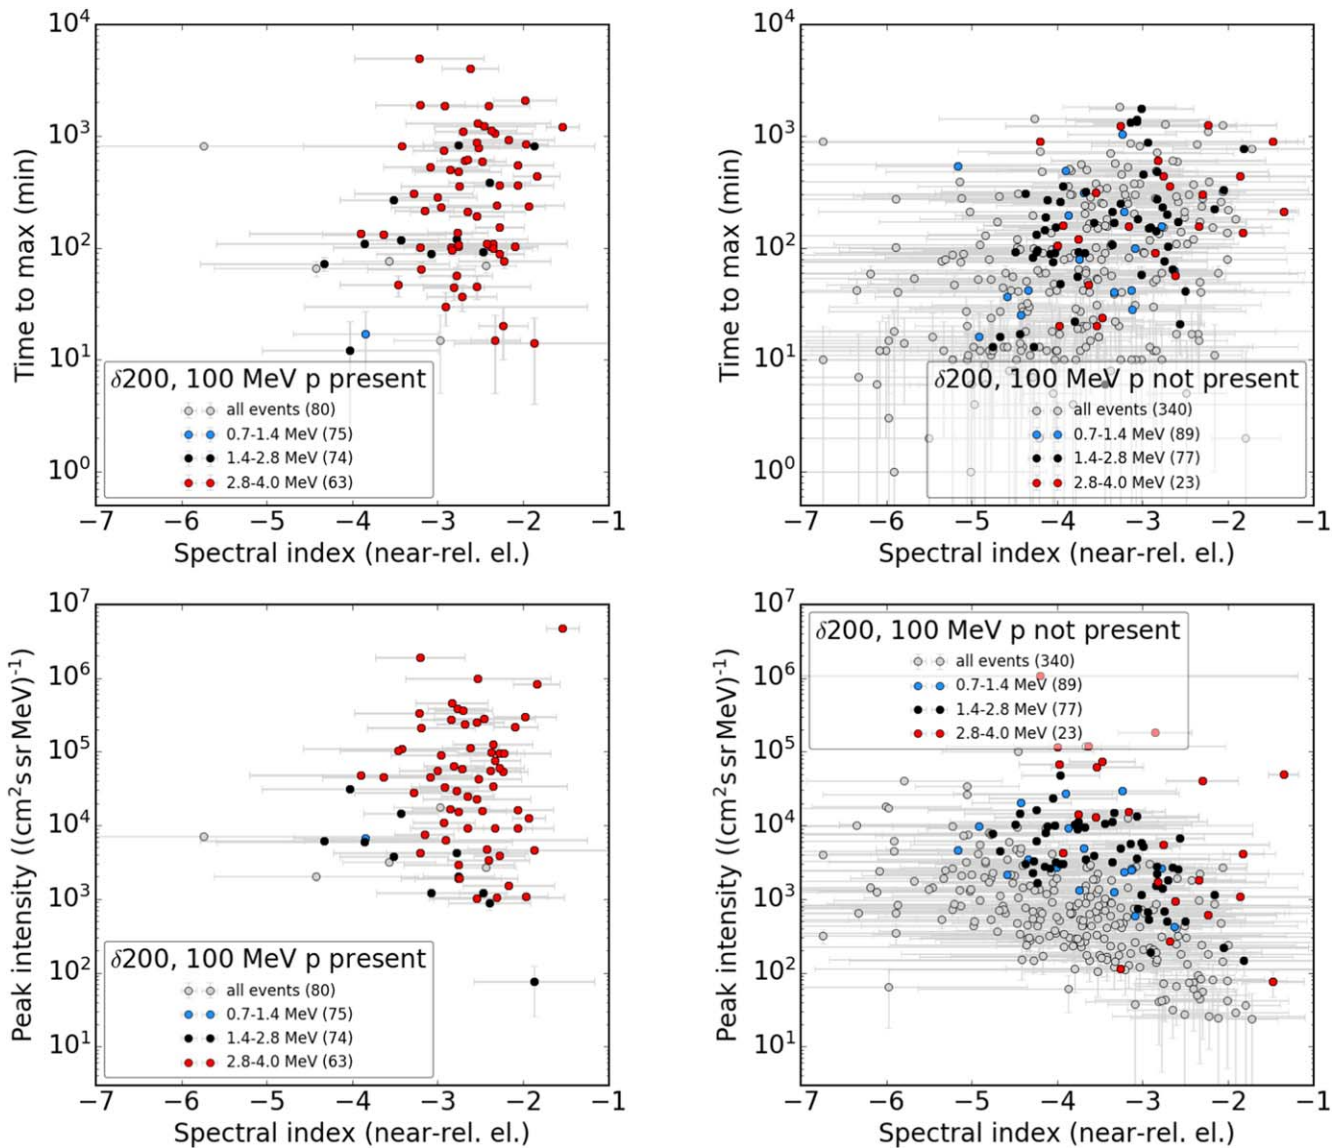 10⁴
10³
10²
10¹
10⁰
Time to max (min)
δ200, 100 MeV p present
all events (80)
0.7-1.4 MeV (75)
1.4-2.8 MeV (74)
2.8-4.0 MeV (63)
−7 −6 −5 −4 −3 −2 −1
Spectral index (near-rel. el.)
10⁴
10³
10²
10¹
10⁰
Time to max (min)
δ200, 100 MeV p not present
all events (340)
0.7-1.4 MeV (89)
1.4-2.8 MeV (77)
2.8-4.0 MeV (23)
−7 −6 −5 −4 −3 −2 −1
Spectral index (near-rel. el.)
10⁷
10⁶
10⁵
10⁴
10³
10²
10¹
Peak intensity ((cm²s sr MeV)⁻¹)
δ200, 100 MeV p present
all events (80)
0.7-1.4 MeV (75)
1.4-2.8 MeV (74)
2.8-4.0 MeV (63)
−7 −6 −5 −4 −3 −2 −1
Spectral index (near-rel. el.)
10⁷
10⁶
10⁵
10⁴
10³
10²
10¹
Peak intensity ((cm²s sr MeV)⁻¹)
δ200, 100 MeV p not present
all events (340)
0.7-1.4 MeV (89)
1.4-2.8 MeV (77)
2.8-4.0 MeV (23)
−7 −6 −5 −4 −3 −2 −1
Spectral index (near-rel. el.)